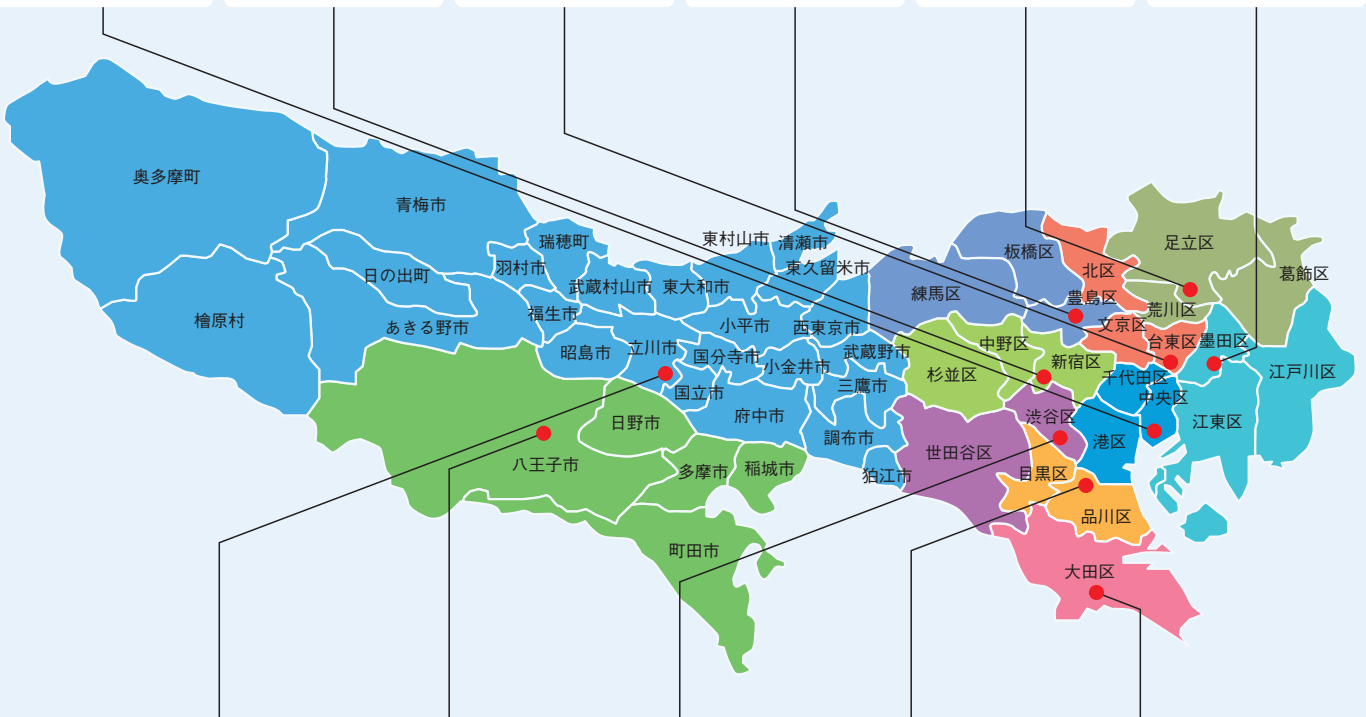 奥多摩町
青梅市
瑞穂町
羽村市
日の出町
檜原村
あきる野市
福生市
武蔵村山市
東大和市
東村山市
清瀬市
東久留米市
昭島市
立川市
小平市
西東京市
国分寺市
小金井市
武蔵野市
国立市
三鷹市
府中市
調布市
日野市
八王子市
多摩市
稲城市
狛江市
町田市
板橋区
練馬区
北区
足立区
葛飾区
豊島区
荒川区
文京区
台東区
墨田区
中野区
新宿区
杉並区
千代田区
中央区
江戸川区
渋谷区
港区
江東区
世田谷区
目黒区
品川区
大田区